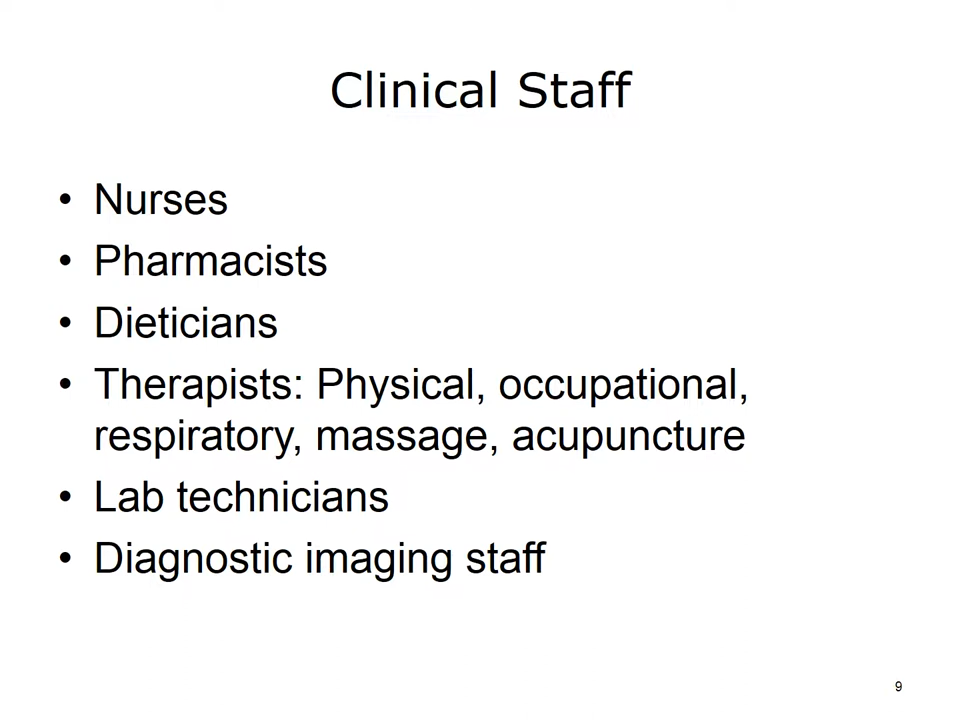 Clinical Staff
• Nurses
• Pharmacists
• Dieticians
• Therapists: Physical, occupational,
respiratory, massage, acupuncture
• Lab technicians
• Diagnostic imaging staff
9